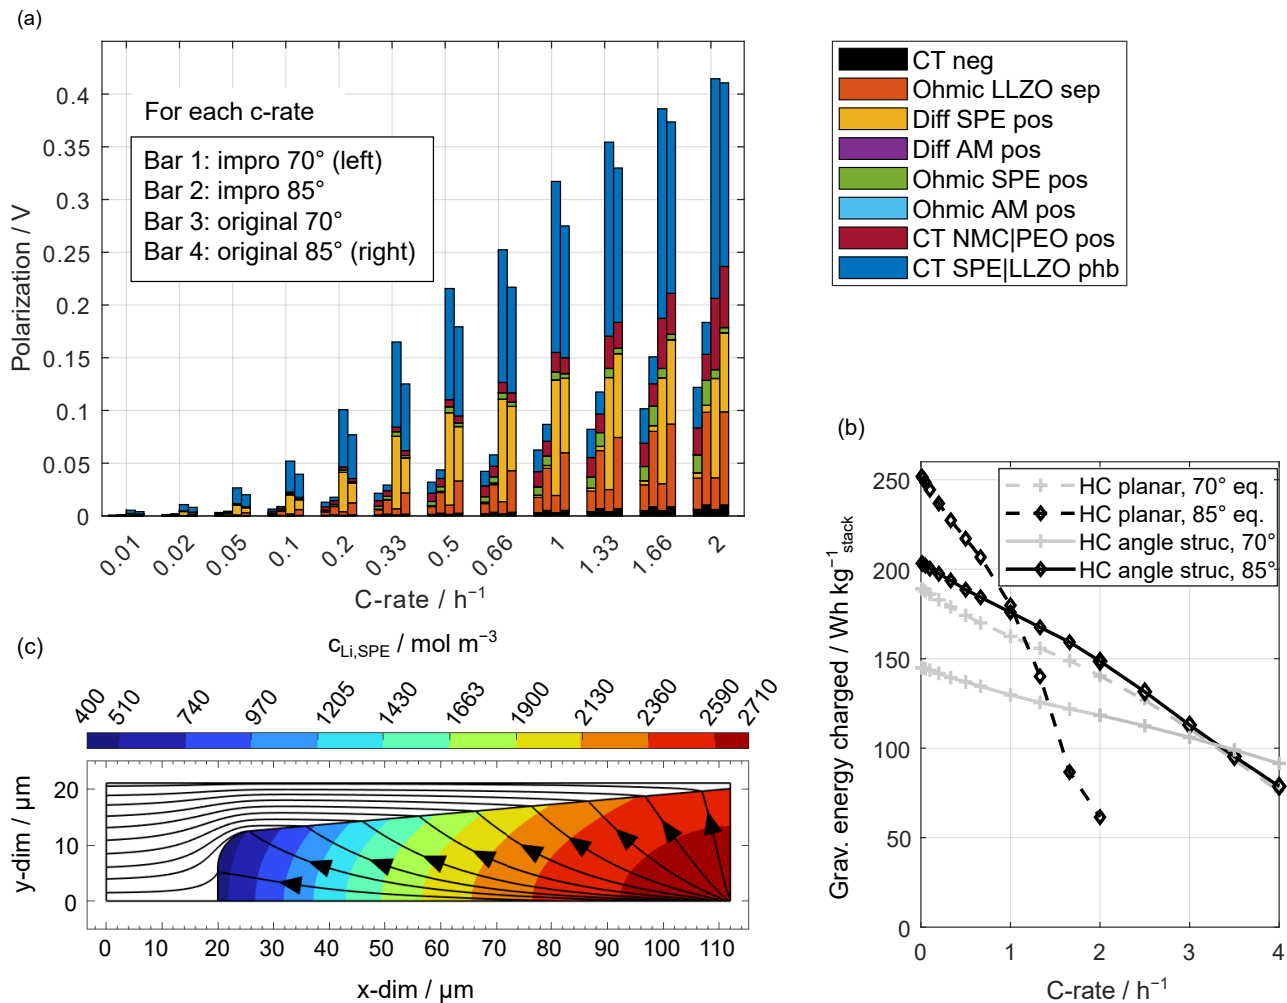 (a)
Polarization / V
0.4
0.35
0.3
0.25
0.2
0.15
0.1
0.05
0
For each c-rate
Bar 1: impro 70° (left)
Bar 2: impro 85°
Bar 3: original 70°
Bar 4: original 85° (right)
0.01 0.02 0.05 0.1 0.2 0.33 0.5 0.66 1 1.33 1.66 2
C-rate / h⁻¹
CT neg
Ohmic LLZO sep
Diff SPE pos
Diff AM pos
Ohmic SPE pos
Ohmic AM pos
CT NMC|PEO pos
CT SPE|LLZO phb
(b)
Grav. energy charged / Wh kg⁻¹stack
250
200
150
100
50
0
HC planar, 70° eq.
HC planar, 85° eq.
HC angle struc, 70°
HC angle struc, 85°
0 1 2 3 4
C-rate / h⁻¹
(c)
cLi,SPE / mol m⁻³
400 510 740 970 1205 1430 1663 1900 2130 2360 2590 2710
y-dim / μm
20
10
0
0 10 20 30 40 50 60 70 80 90 100 110
x-dim / μm